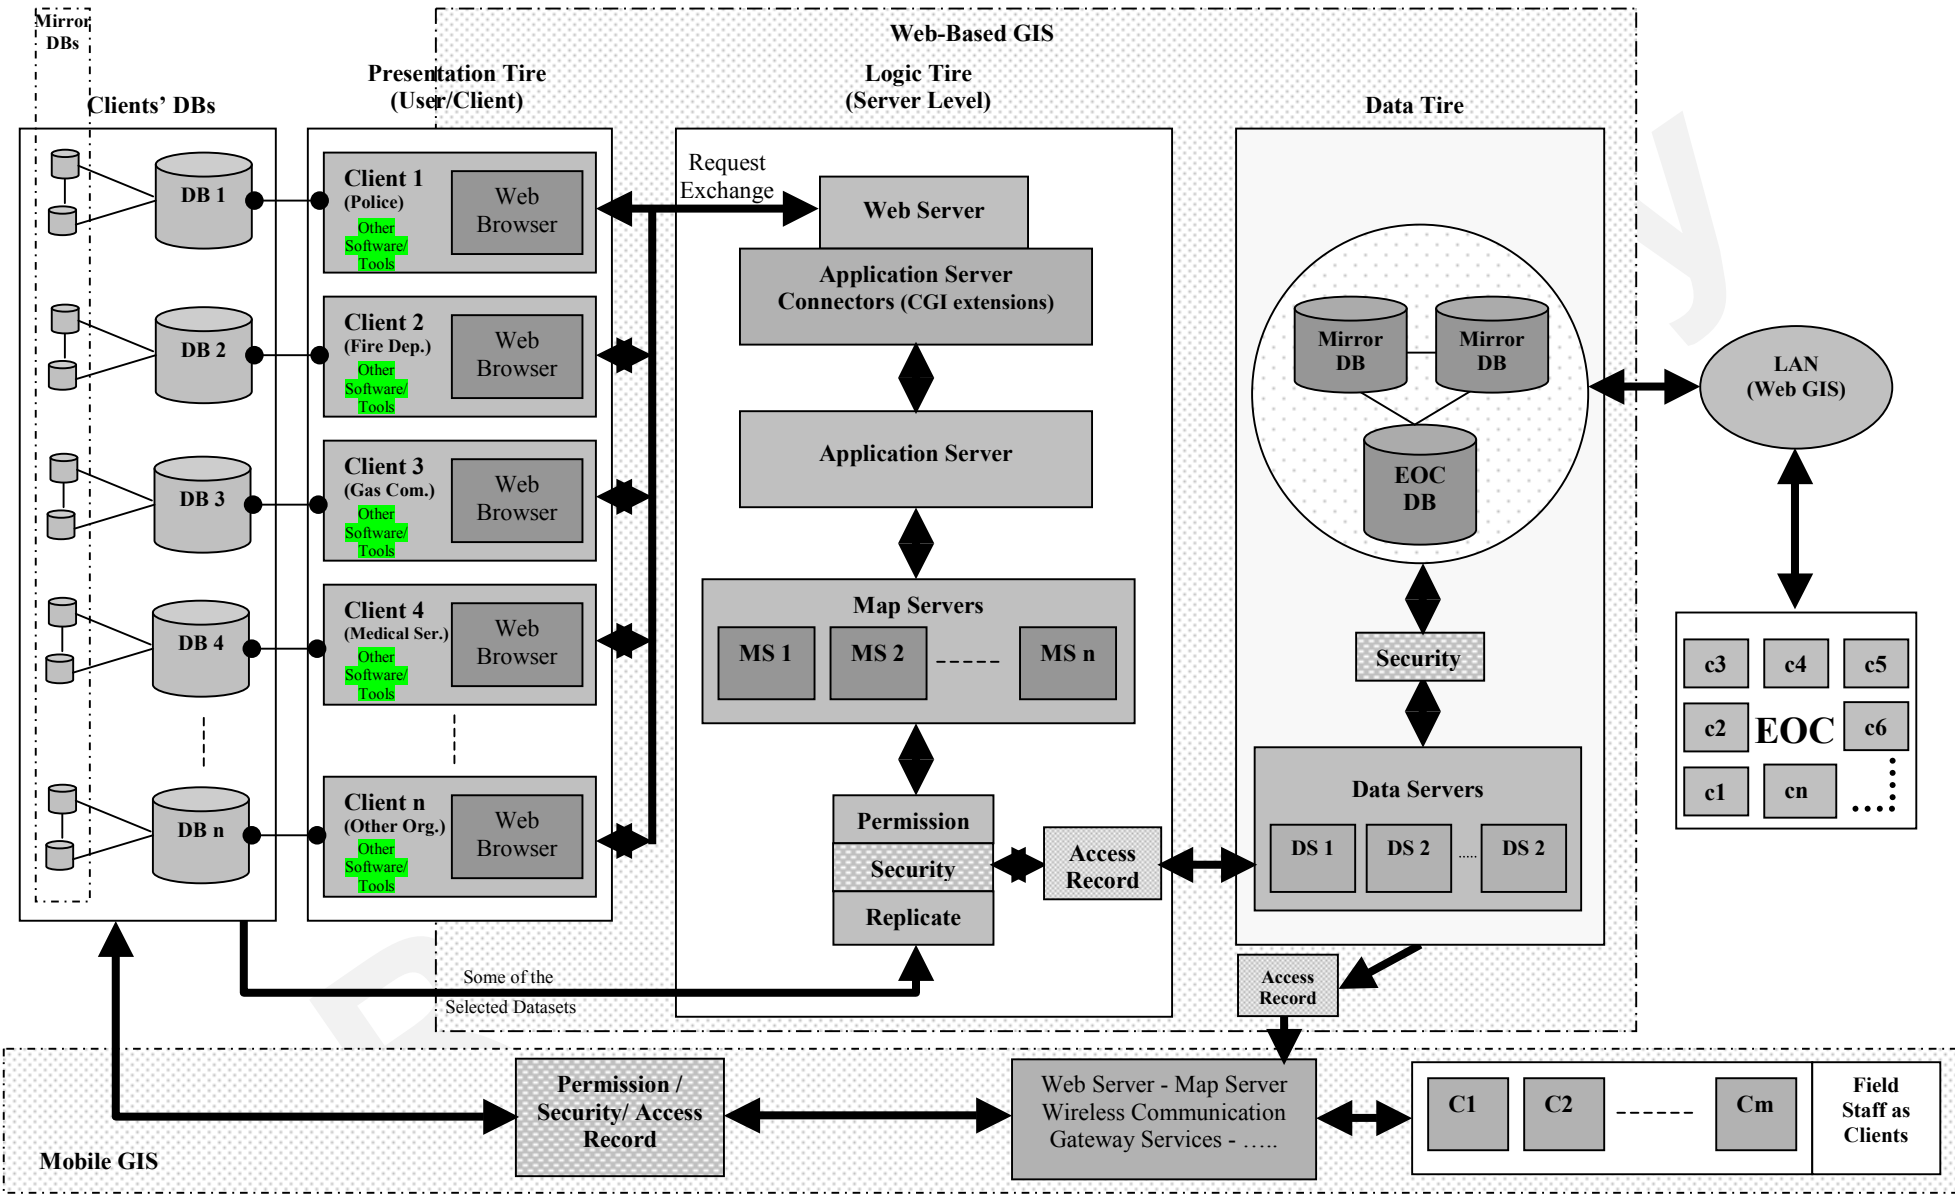 Mirror
DBs
Web-Based GIS
Clients’ DBs
Presentation Tire
(User/Client)
Logic Tire
(Server Level)
Data Tire
DB 1
DB 2
DB 3
DB 4
DB n
Client 1
(Police)
Other
Software/
Tools
Web
Browser
Client 2
(Fire Dep.)
Other
Software/
Tools
Web
Browser
Client 3
(Gas Com.)
Other
Software/
Tools
Web
Browser
Client 4
(Medical Ser.)
Other
Software/
Tools
Web
Browser
Client n
(Other Org.)
Other
Software/
Tools
Web
Browser
Request
Exchange
Web Server
Application Server
Connectors (CGI extensions)
Application Server
Map Servers
MS 1
MS 2
MS n
Permission
Security
Replicate
Access
Record
Mirror
DB
Mirror
DB
EOC
DB
Security
Data Servers
DS 1
DS 2
.....
DS 2
LAN
(Web GIS)
c3
c4
c5
c2
EOC
c6
c1
cn
Some of the
Selected Datasets
Access
Record
Permission /
Security/ Access
Record
Web Server - Map Server
Wireless Communication
Gateway Services - …..
C1
C2
Cm
Field
Staff as
Clients
Mobile GIS